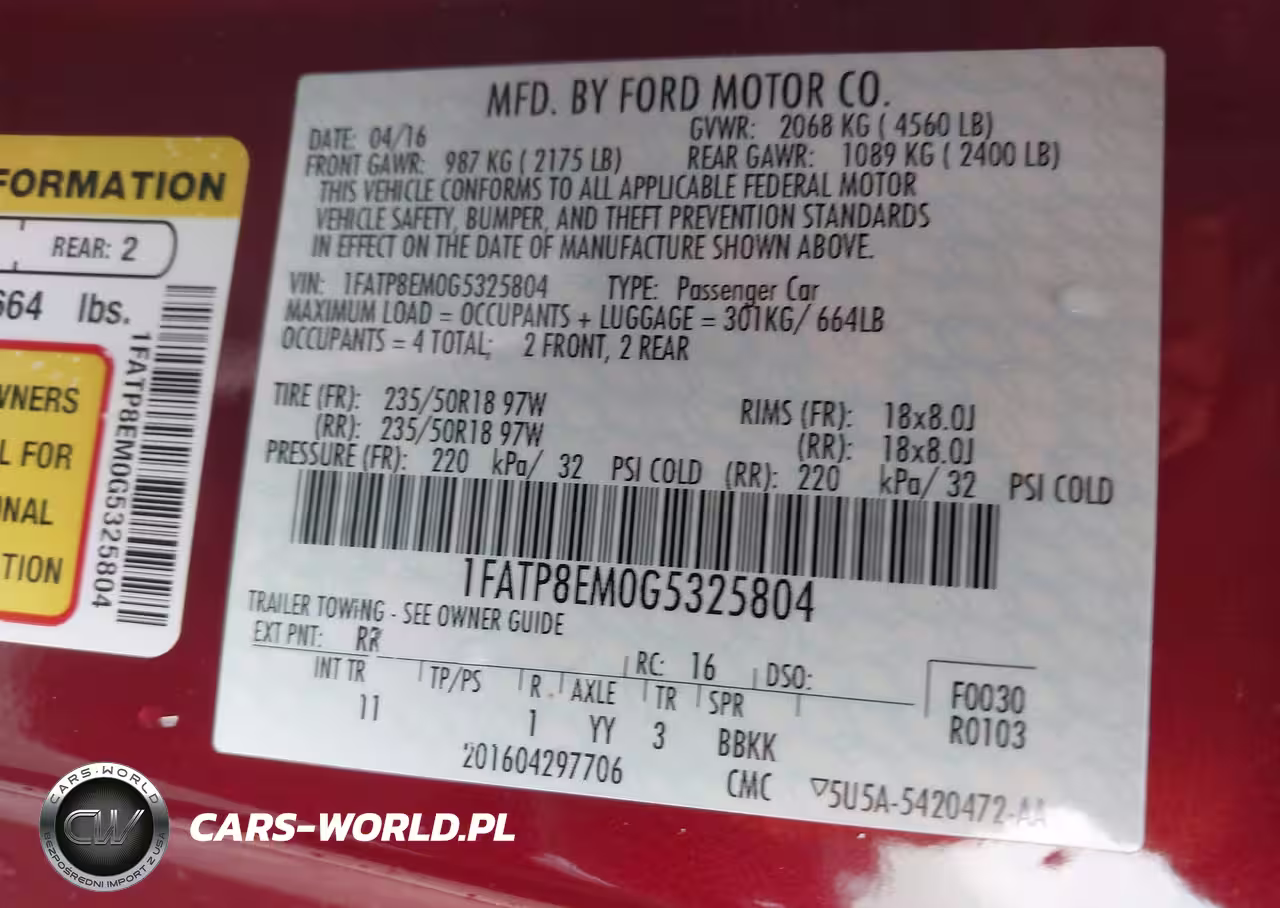 MFD. BY FORD MOTOR CO.
DATE: 04/16 GVWR: 2068 KG ( 4560 LB)
FRONT GAWR: 987 KG ( 2175 LB) REAR GAWR: 1089 KG ( 2400 LB)
THIS VEHICLE CONFORMS TO ALL APPLICABLE FEDERAL MOTOR
VEHICLE SAFETY, BUMPER, AND THEFT PREVENTION STANDARDS
IN EFFECT ON THE DATE OF MANUFACTURE SHOWN ABOVE.
VIN: 1FATP8EM0G5325804 TYPE: Passenger Car
MAXIMUM LOAD = OCCUPANTS + LUGGAGE = 301KG/ 664LB
OCCUPANTS = 4 TOTAL; 2 FRONT, 2 REAR
TIRE (FR): 235/50R18 97W RIMS (FR): 18x8.0J
(RR): 235/50R18 97W (RR): 18x8.0J
PRESSURE (FR): 220 kPa/ 32 PSI COLD (RR): 220 kPa/ 32 PSI COLD
1FATP8EM0G5325804
TRAILER TOWING - SEE OWNER GUIDE
EXT PNT: RR RC: 16 DSO:
INT TR TP/PS R AXLE TR SPR F0030
11 1 YY 3 BBKK R0103
201604297706 CMC ▽5U5A-5420472-AA
FORMATION
REAR: 2
664 lbs.
1FATP8EM0G5325804
WNERS
L FOR
NAL
TION
CARS-WORLD
CW
BEZPOŚREDNI IMPORT Z USA
CARS-WORLD.PL